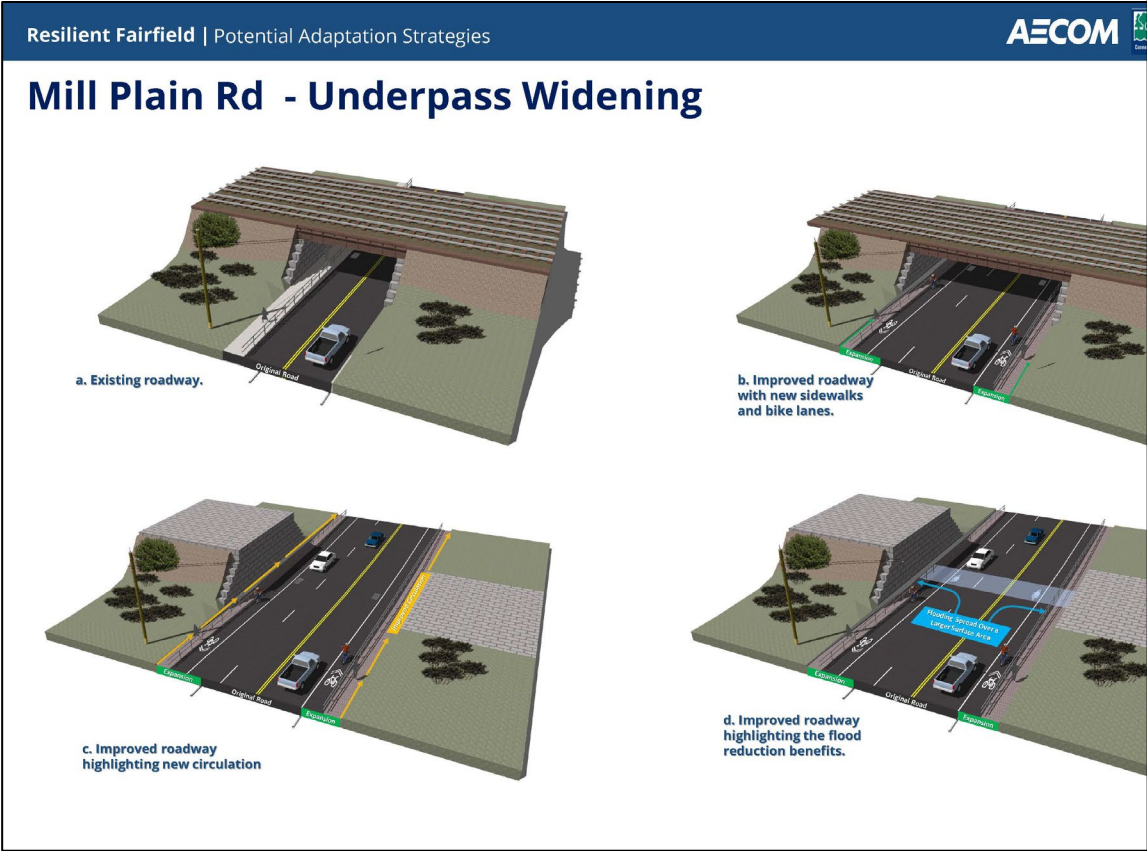 Resilient Fairfield | Potential Adaptation Strategies
AECOM
Mill Plain Rd - Underpass Widening
Original Road
a. Existing roadway.
Expansion
Original Road
Expansion
b. Improved roadway
with new sidewalks
and bike lanes.
Improved Circulation
Expansion
Original Road
Expansion
c. Improved roadway
highlighting new circulation
Flooding Spread Over a
Larger Surface Area
Expansion
Original Road
Expansion
d. Improved roadway
highlighting the flood
reduction benefits.